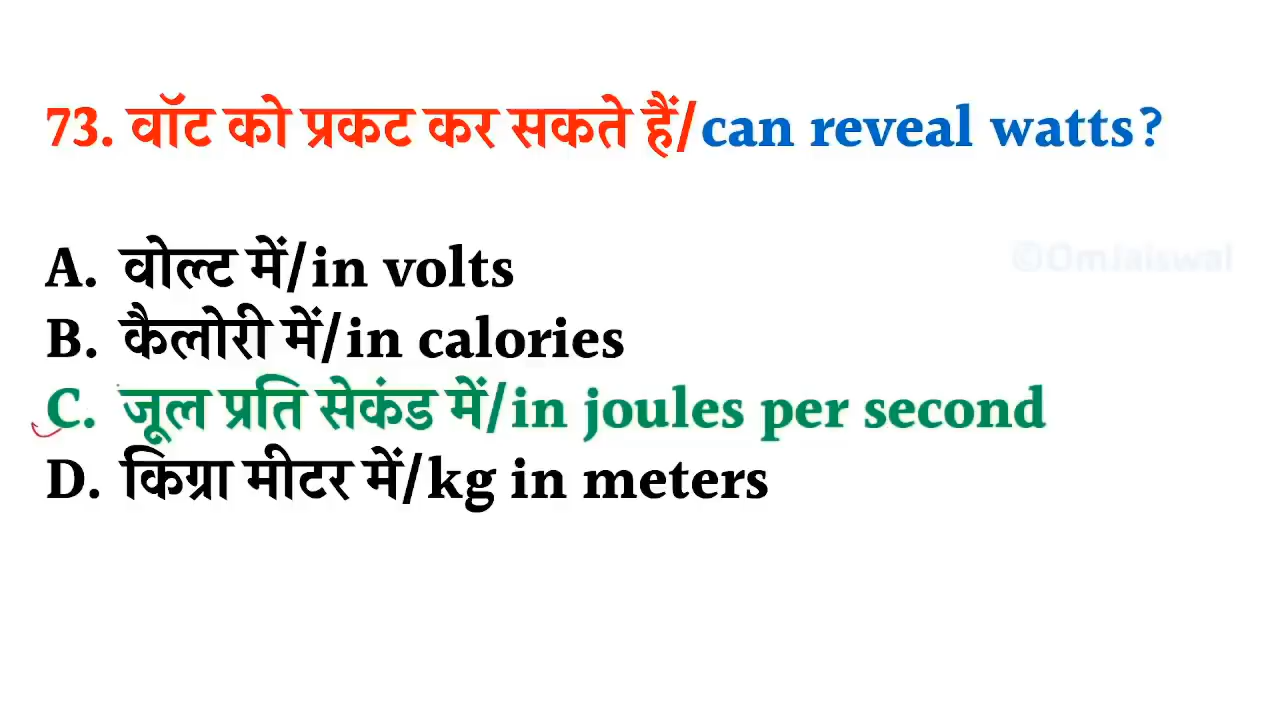 73. वॉट को प्रकट कर सकते हैं/can reveal watts?
©OmJaiswal
A. वोल्ट में/in volts
B. कैलोरी में/in calories
C. जूल प्रति सेकंड में/in joules per second
D. किग्रा मीटर में/kg in meters